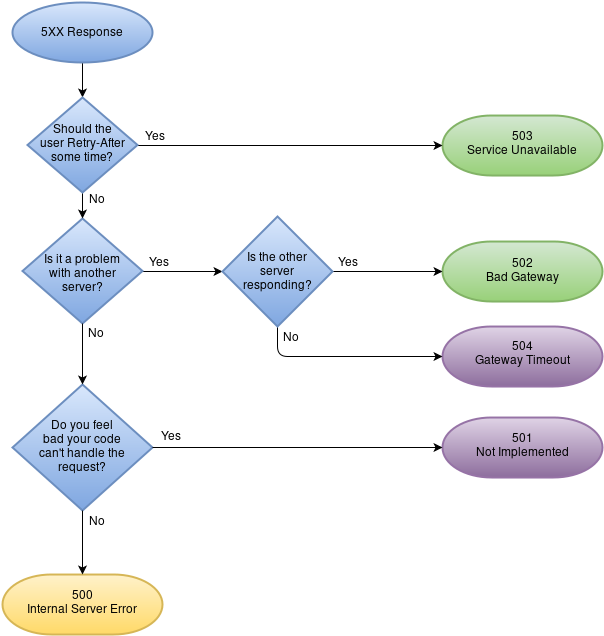 5XX Response
Should the
user Retry-After
some time?
Yes
503
Service Unavailable
No
Is it a problem
with another
server?
Yes
Is the other
server
responding?
Yes
502
Bad Gateway
No
504
Gateway Timeout
No
Do you feel
bad your code
can't handle the
request?
Yes
501
Not Implemented
No
500
Internal Server Error